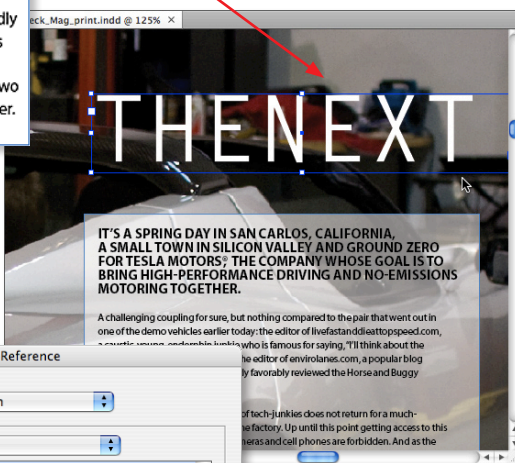 dly
s
wo
er.
eck_Mag_print.indd @ 125% ×
THENEXT
IT'S A SPRING DAY IN SAN CARLOS, CALIFORNIA,
A SMALL TOWN IN SILICON VALLEY AND GROUND ZERO
FOR TESLA MOTORS®, THE COMPANY WHOSE GOAL IS TO
BRING HIGH-PERFORMANCE DRIVING AND NO-EMISSIONS
MOTORING TOGETHER.
A challenging coupling for sure, but nothing compared to the pair that went out in
one of the demo vehicles earlier today: the editor of livefastanddieattopspeed.com,
a caustic, young, endorphin junkie who is famous for saying, "I'll think about the
he editor of envirolanes.com, a popular blog
ly favorably reviewed the Horse and Buggy
of tech-junkies does not return for a much-
he factory. Up until this point getting access to this
neras and cell phones are forbidden. And as the
Reference
n